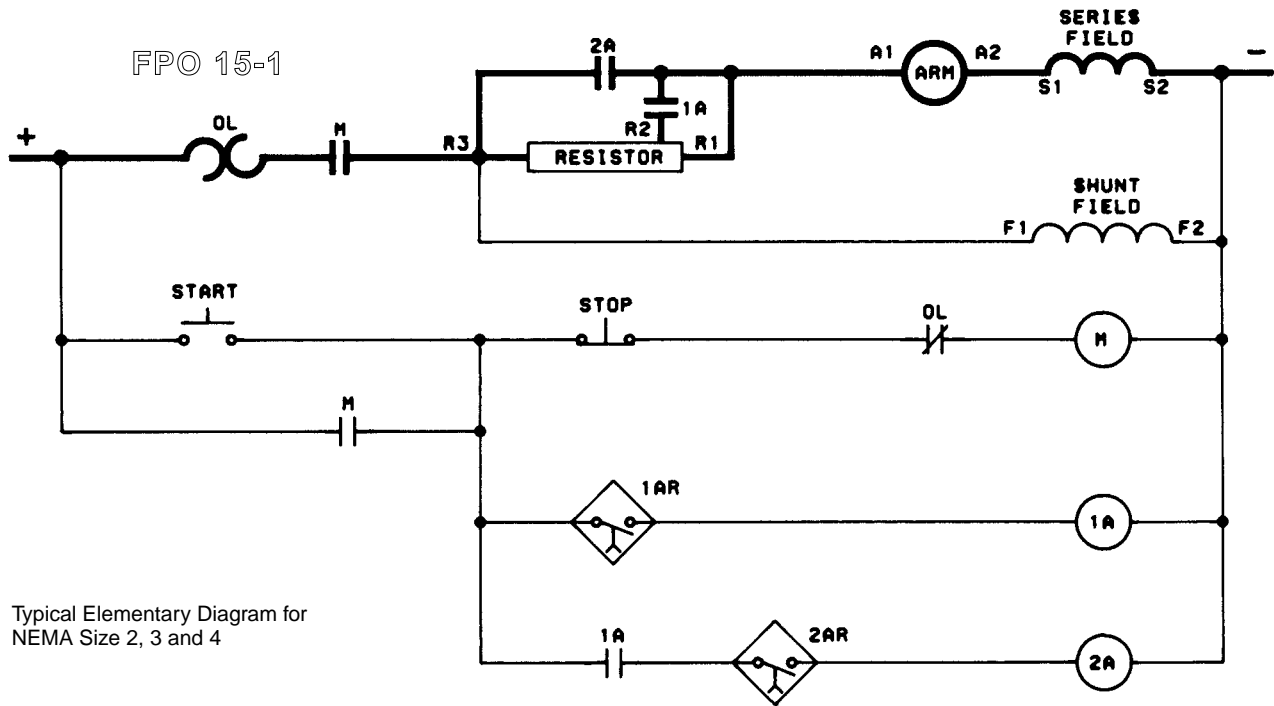 FPO 15-1
SERIES
FIELD
2A
A1 ARM A2
−
S1 S2
1A
+
OL
M
R3
R2
RESISTOR
R1
SHUNT
FIELD
F1 F2
START
STOP
OL
M
M
1AR
1A
Typical Elementary Diagram for
NEMA Size 2, 3 and 4
1A
2AR
2A